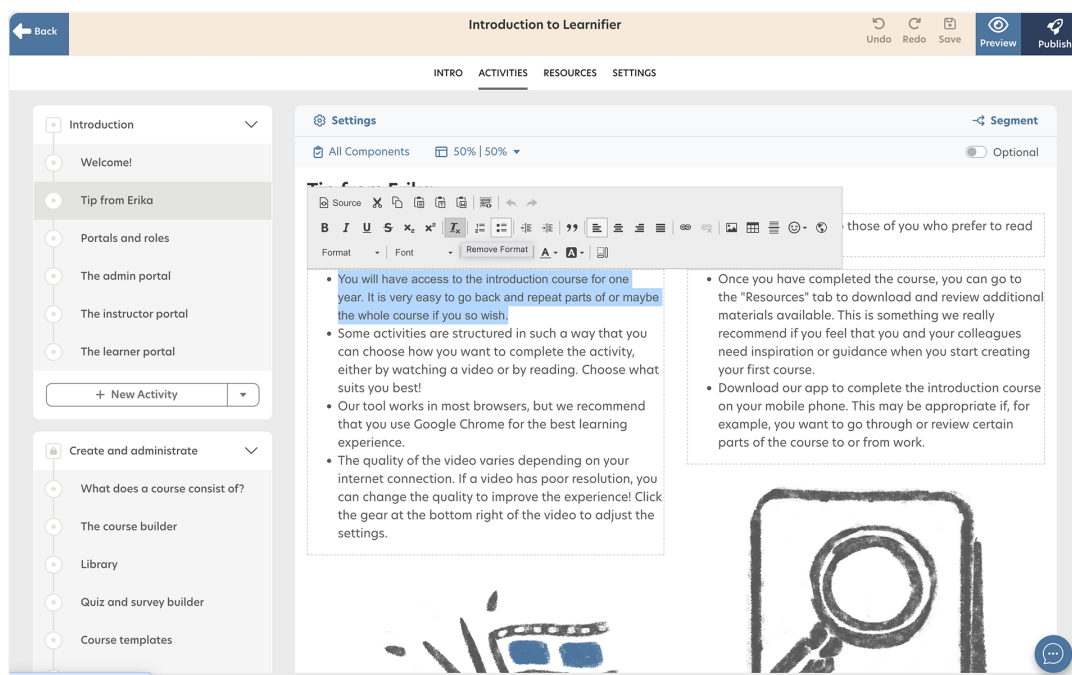 Back
Introduction to Learnifier
Undo
Redo
Save
Preview
Publish
INTRO
ACTIVITIES
RESOURCES
SETTINGS
Introduction
Welcome!
Tip from Erika
Portals and roles
The admin portal
The instructor portal
The learner portal
+ New Activity
Create and administrate
What does a course consist of?
The course builder
Library
Quiz and survey builder
Course templates
Settings
Segment
All Components
50% | 50%
Optional
Tip from Erika
Source
B I U S x₂ x² Tx
Format
Font
Remove Format
A
A
those of you who prefer to read
• You will have access to the introduction course for one
year. It is very easy to go back and repeat parts of or maybe
the whole course if you so wish.
• Some activities are structured in such a way that you
can choose how you want to complete the activity,
either by watching a video or by reading. Choose what
suits you best!
• Our tool works in most browsers, but we recommend
that you use Google Chrome for the best learning
experience.
• The quality of the video varies depending on your
internet connection. If a video has poor resolution, you
can change the quality to improve the experience! Click
the gear at the bottom right of the video to adjust the
settings.
• Once you have completed the course, you can go to
the "Resources" tab to download and review additional
materials available. This is something we really
recommend if you feel that you and your colleagues
need inspiration or guidance when you start creating
your first course.
• Download our app to complete the introduction course
on your mobile phone. This may be appropriate if, for
example, you want to go through or review certain
parts of the course to or from work.